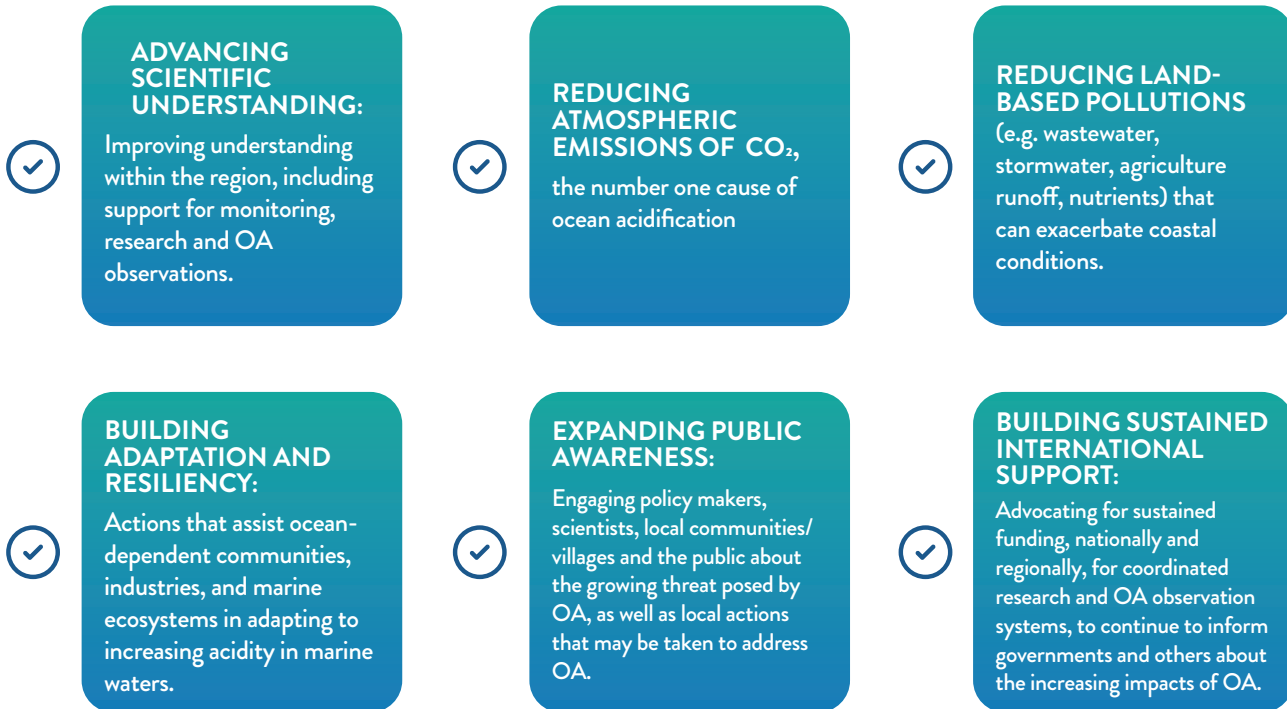 ADVANCING
SCIENTIFIC
UNDERSTANDING:
Improving understanding
within the region, including
support for monitoring,
research and OA
observations.
REDUCING
ATMOSPHERIC
EMISSIONS OF CO₂,
the number one cause of
ocean acidification
REDUCING LAND-
BASED POLLUTIONS
(e.g. wastewater,
stormwater, agriculture
runoff, nutrients) that
can exacerbate coastal
conditions.
BUILDING
ADAPTATION AND
RESILIENCY:
Actions that assist ocean-
dependent communities,
industries, and marine
ecosystems in adapting to
increasing acidity in marine
waters.
EXPANDING PUBLIC
AWARENESS:
Engaging policy makers,
scientists, local communities/
villages and the public about
the growing threat posed by
OA, as well as local actions
that may be taken to address
OA.
BUILDING SUSTAINED
INTERNATIONAL
SUPPORT:
Advocating for sustained
funding, nationally and
regionally, for coordinated
research and OA observation
systems, to continue to inform
governments and others about
the increasing impacts of OA.